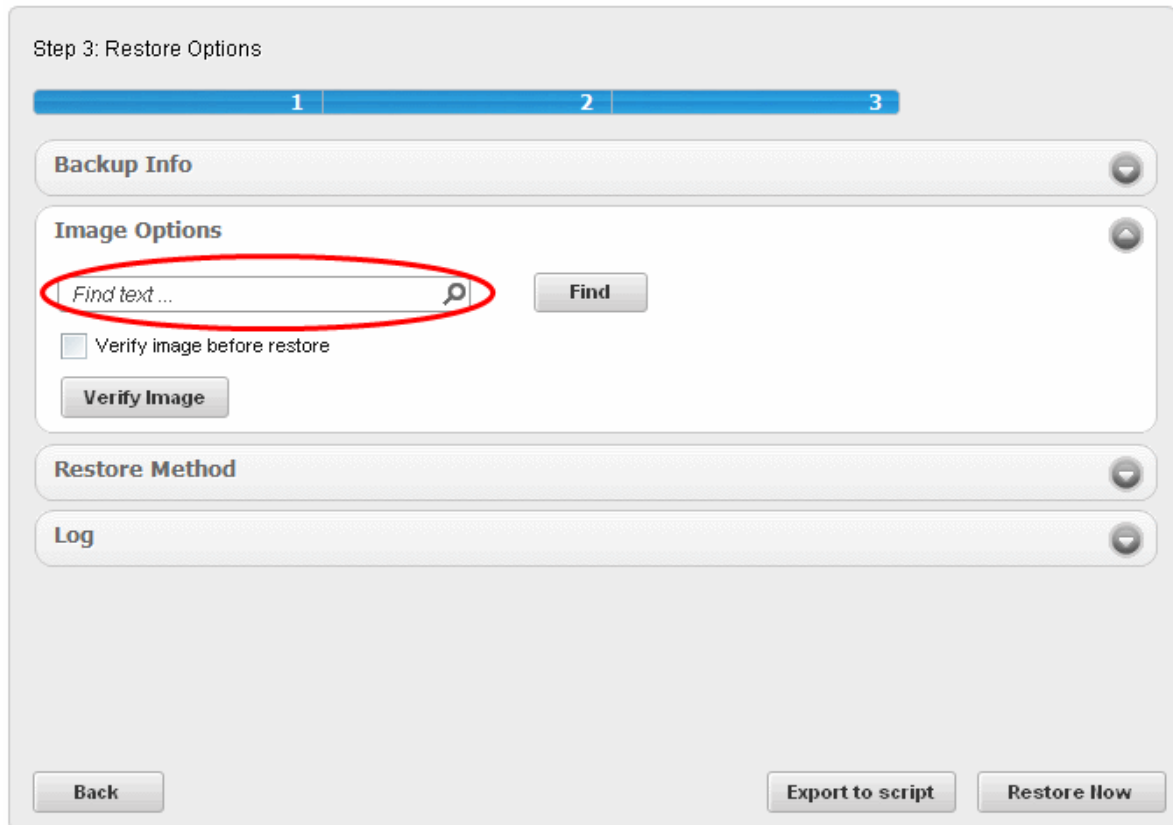 Step 3: Restore Options
1 2 3
Backup Info
Image Options
Find text ... Find
Verify image before restore
Verify Image
Restore Method
Log
Back Export to script Restore Now